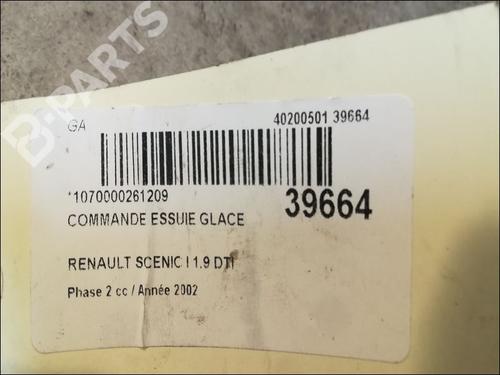 B-PARTS
GA
40200501 39664
*1070000261209
39664
COMMANDE ESSUIE GLACE
RENAULT SCENIC I 1.9 DTI
Phase 2 cc / Année 2002